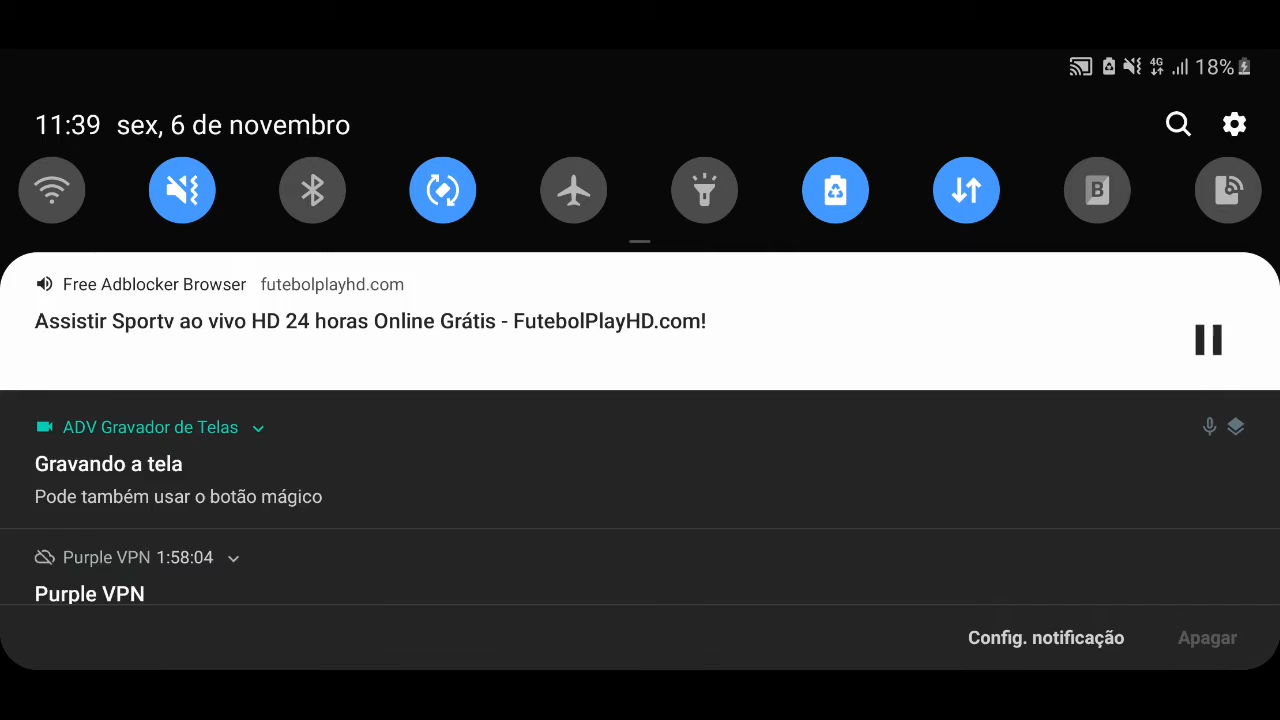 4G 18%
11:39 sex, 6 de novembro
B
Free Adblocker Browser futebolplayhd.com
Assistir Sportv ao vivo HD 24 horas Online Grátis - FutebolPlayHD.com!
ADV Gravador de Telas
Gravando a tela
Pode também usar o botão mágico
Purple VPN 1:58:04
Purple VPN
Config. notificação Apagar